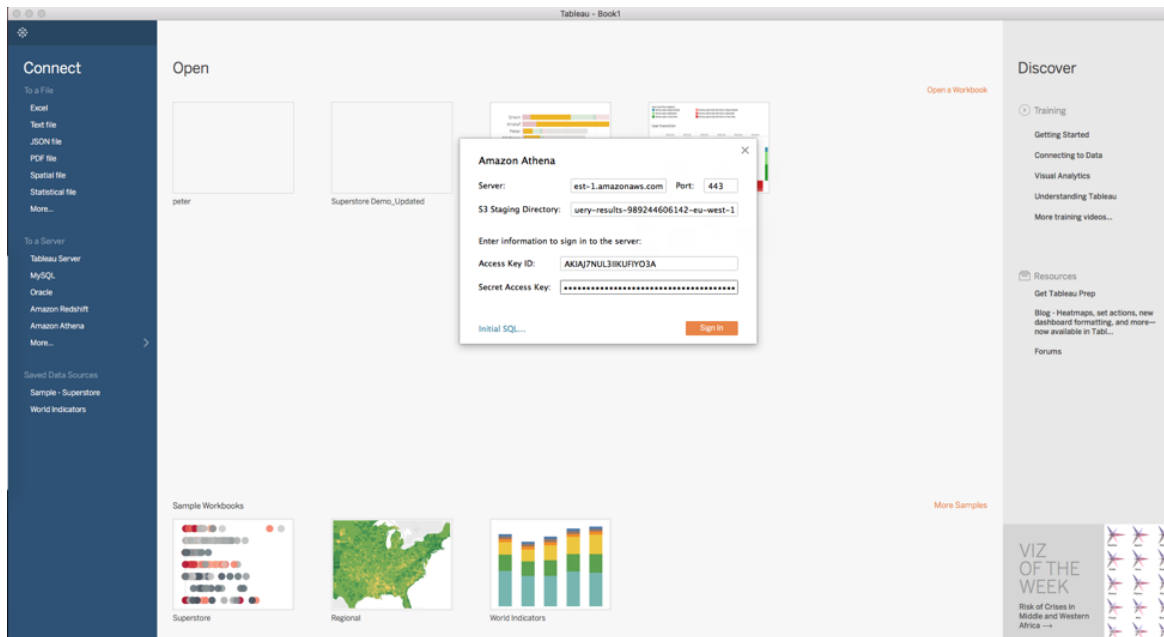 Tableau - Book1
Connect
To a File
Excel
Text file
JSON file
PDF file
Spatial file
Statistical file
More...
To a Server
Tableau Server
MySQL
Oracle
Amazon Redshift
Amazon Athena
More...
Saved Data Sources
Sample - Superstore
World Indicators
Open
Open a Workbook
peter
Superstore Demo_Updated
Amazon Athena
Server: est-1.amazonaws.com Port: 443
S3 Staging Directory: uery-results-989244606142-eu-west-1
Enter information to sign in to the server:
Access Key ID: AKIAJ7NUL3IIKUFIYO3A
Secret Access Key:
Initial SQL...
Sign In
Sample Workbooks
More Samples
Superstore
Regional
World Indicators
Discover
Training
Getting Started
Connecting to Data
Visual Analytics
Understanding Tableau
More training videos...
Resources
Get Tableau Prep
Blog - Heatmaps, set actions, new
dashboard formatting, and more—
now available in Tabl...
Forums
VIZ
OF THE
WEEK
Risk of Crises in
Middle and Western
Africa →